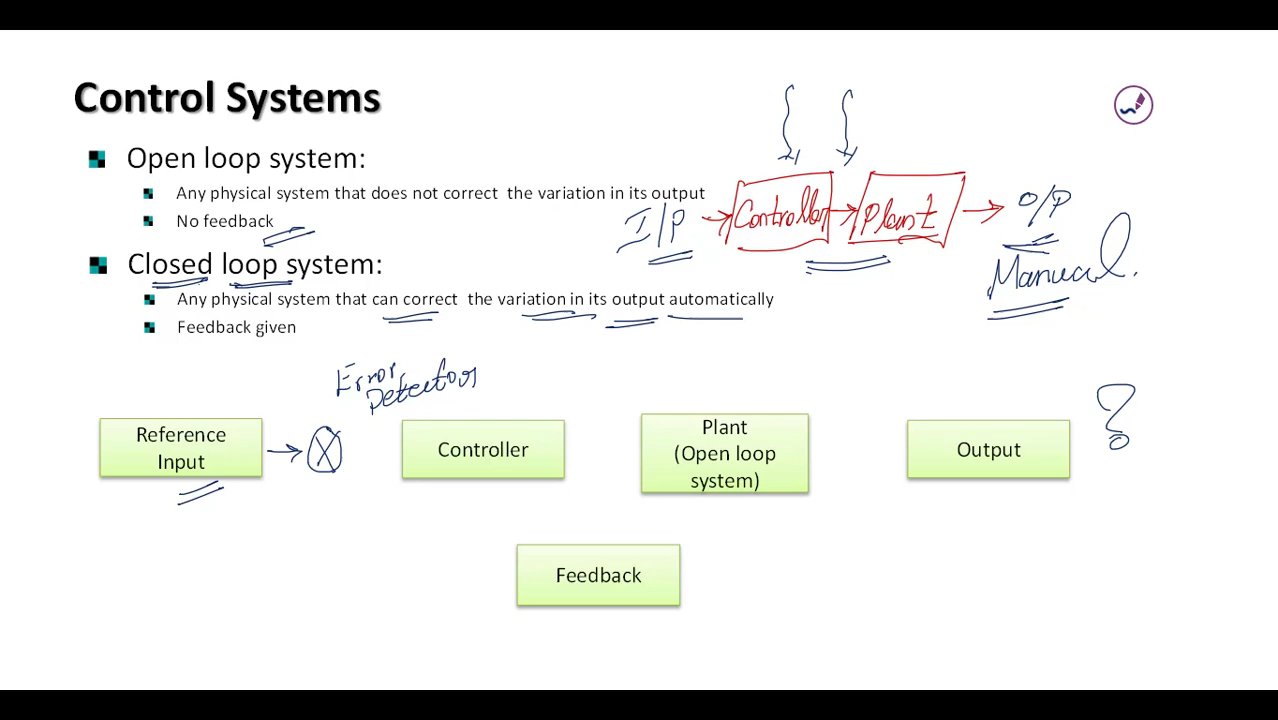 Control Systems
Open loop system:
Any physical system that does not correct the variation in its output
No feedback
I/P
Controller
Plant
O/P
Manual.
Closed loop system:
Any physical system that can correct the variation in its output automatically
Feedback given
Error
Detector
Reference
Input
Controller
Plant
(Open loop
system)
Output
?
Feedback